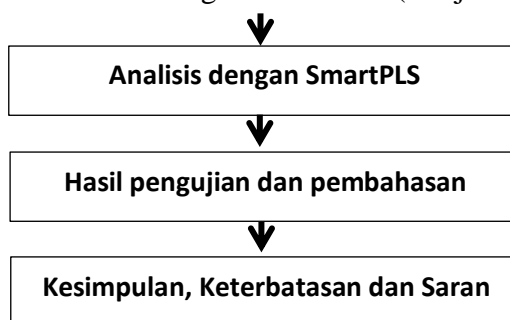 Analisis dengan SmartPLS
Hasil pengujian dan pembahasan
Kesimpulan, Keterbatasan dan Saran